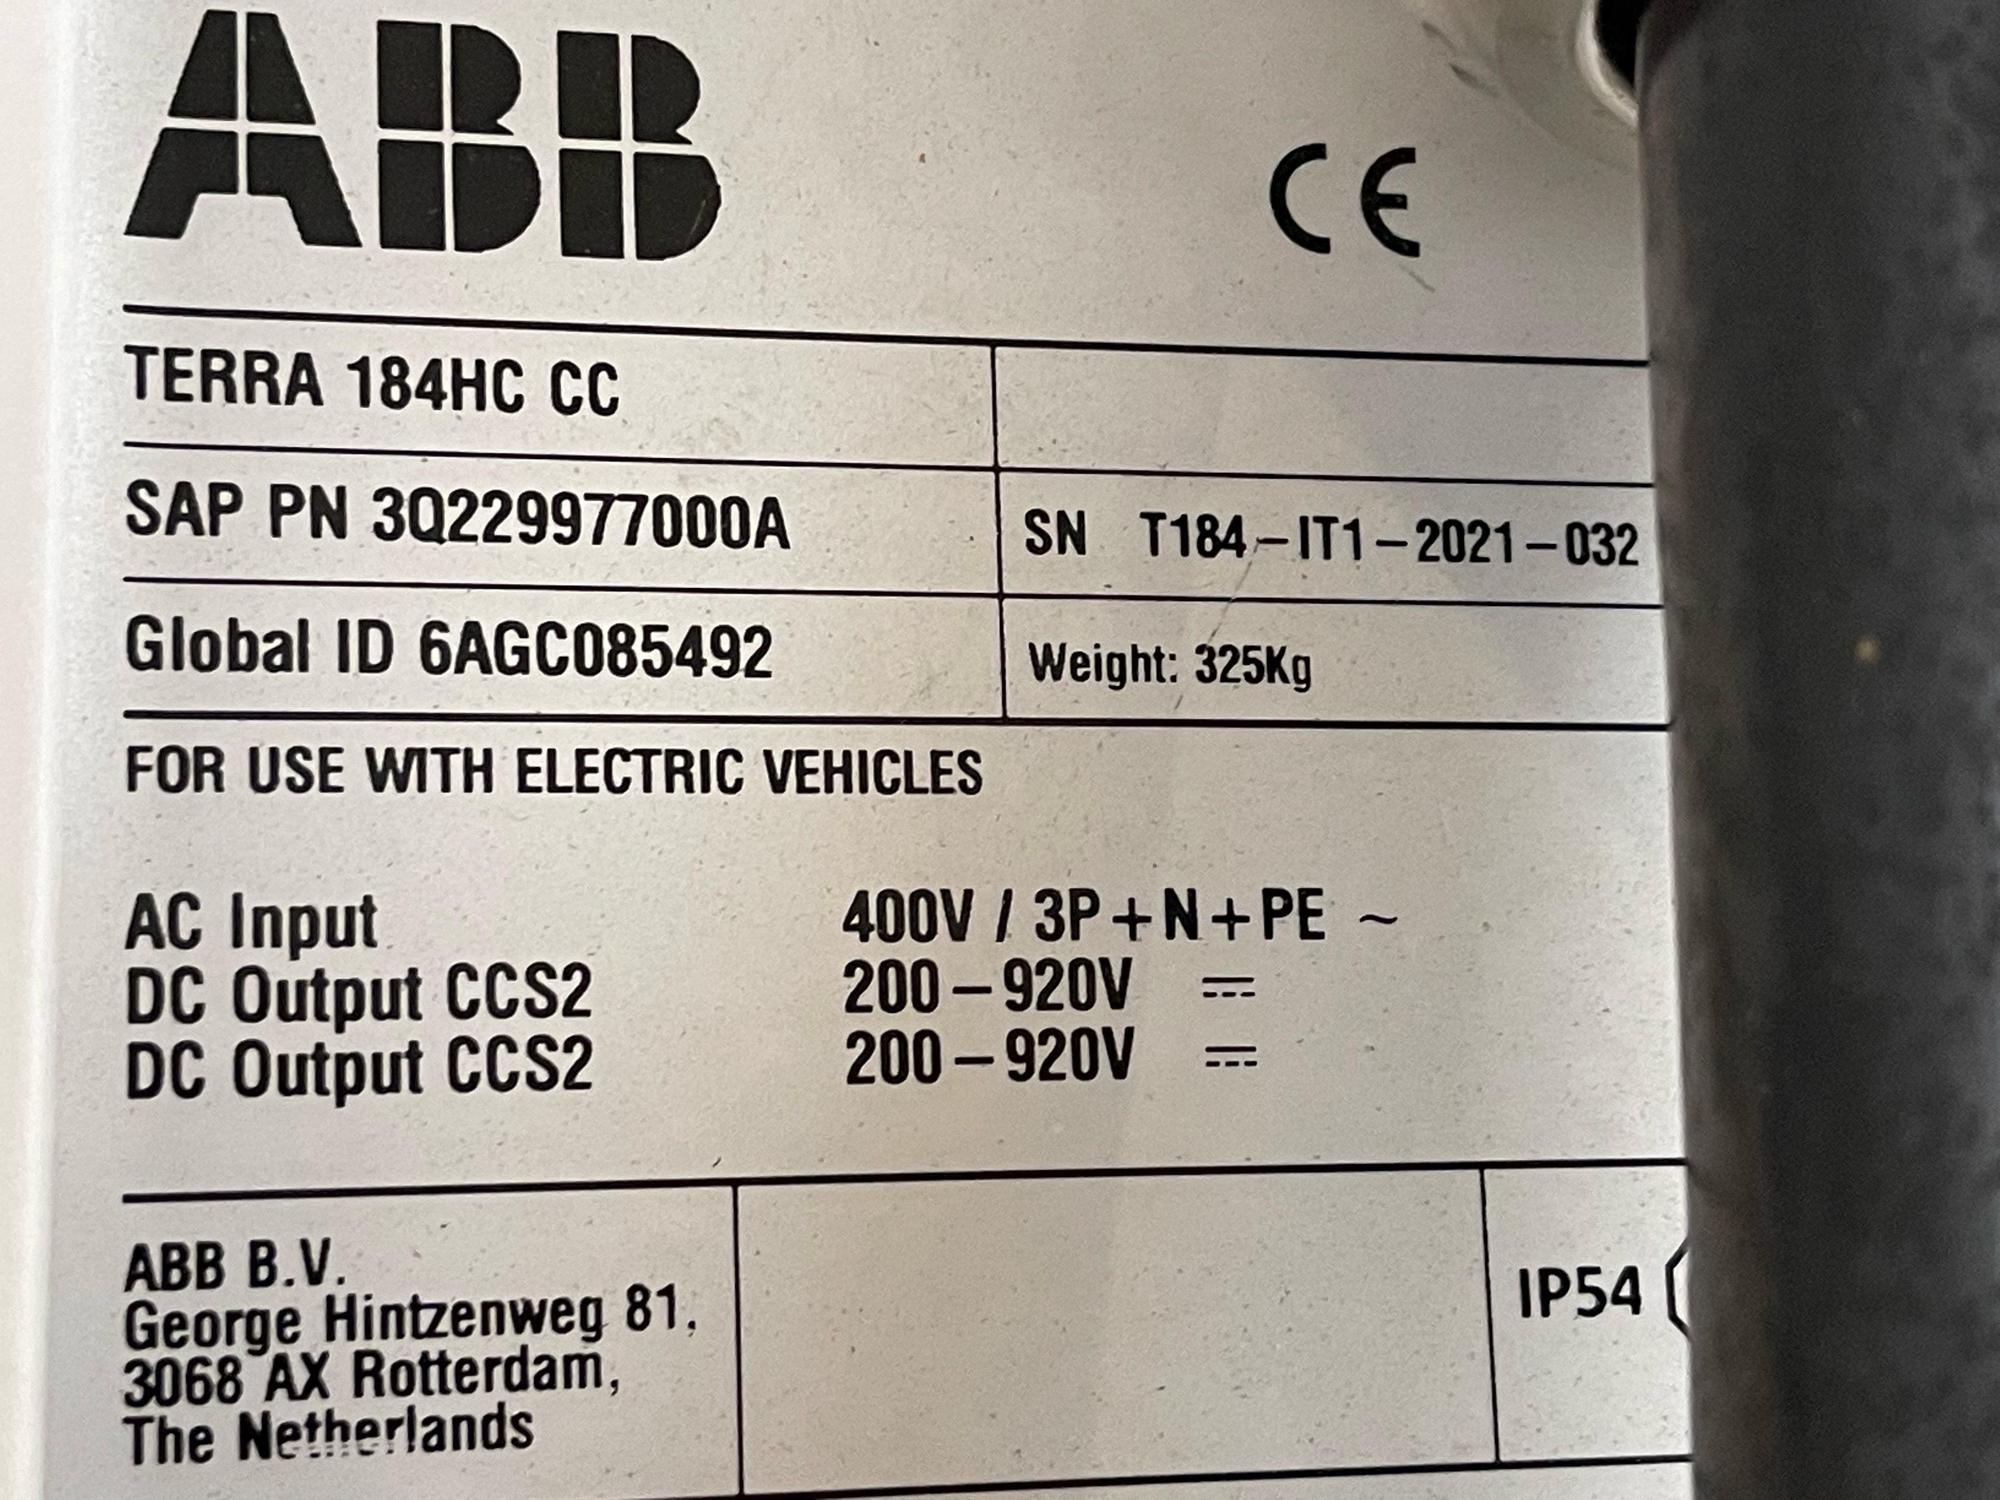 ABB
CE
TERRA 184HC CC
SAP PN 3Q229977000A
SN T184-IT1-2021-032
Global ID 6AGC085492
Weight: 325Kg
FOR USE WITH ELECTRIC VEHICLES
AC Input 400V / 3P+N+PE ~
DC Output CCS2 200-920V ⎓
DC Output CCS2 200-920V ⎓
ABB B.V.
George Hintzenweg 81,
3068 AX Rotterdam,
The Netherlands
IP54